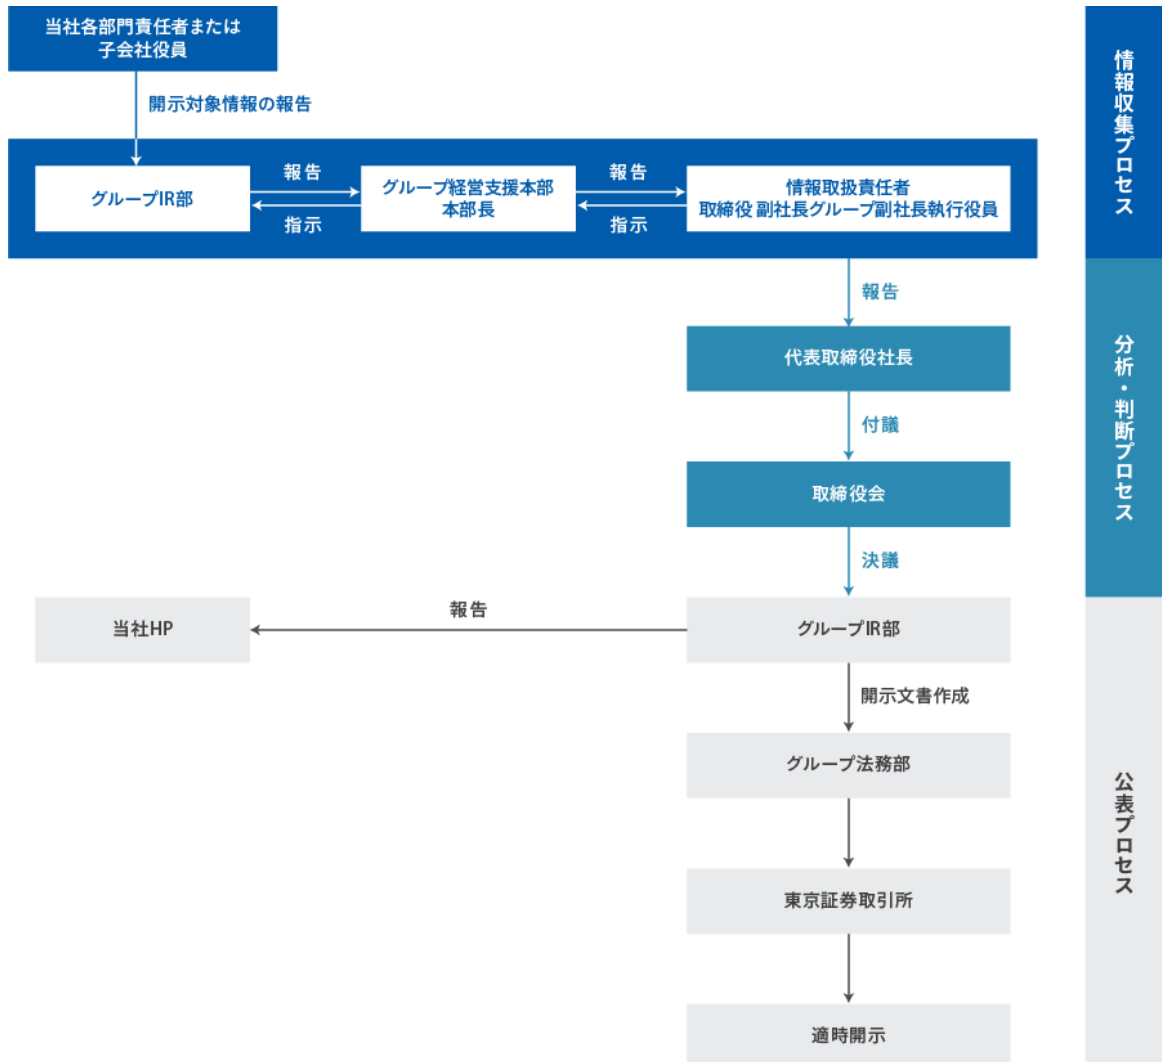 当社各部門責任者または
子会社役員
開示対象情報の報告
グループIR部
報告
指示
グループ経営支援本部
本部長
報告
指示
情報取扱責任者
取締役 副社長グループ副社長執行役員
情報収集プロセス
報告
代表取締役社長
付議
取締役会
決議
分析・判断プロセス
当社HP
報告
グループIR部
開示文書作成
グループ法務部
東京証券取引所
適時開示
公表プロセス